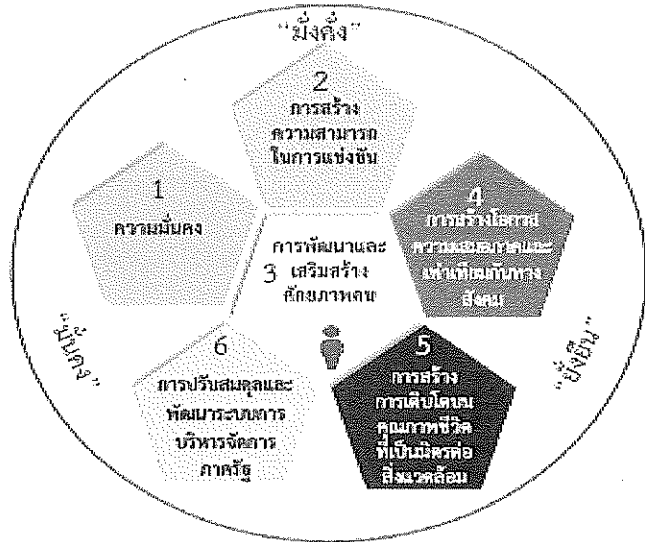 “มั่งคั่ง”
2
การสร้าง
ความสามารถ
ในการแข่งขัน
1
ความมั่นคง
4
การสร้างโอกาส
ความเสมอภาคและ
เท่าเทียมกันทาง
สังคม
การพัฒนาและ
3 เสริมสร้าง
ศักยภาพคน
“มั่นคง”
“ยั่งยืน”
6
การปรับสมดุลและ
พัฒนาระบบการ
บริหารจัดการ
ภาครัฐ
5
การสร้าง
การเติบโตบน
คุณภาพชีวิต
ที่เป็นมิตรต่อ
สิ่งแวดล้อม